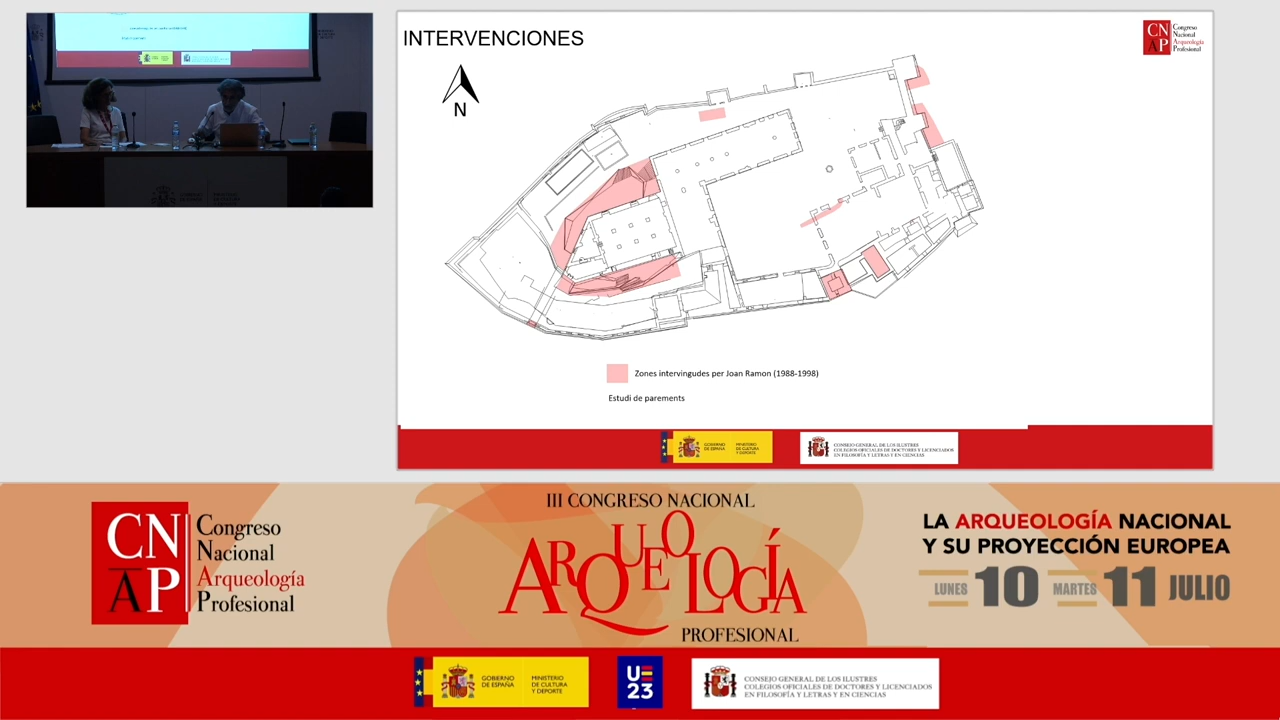 INTERVENCIONES
CN
AP
Congreso
Nacional
Arqueología
Profesional
N
Zones intervingudes per Joan Ramon (1988-1998)
Estudi de parements
GOBIERNO
DE ESPAÑA
MINISTERIO
DE CULTURA
Y DEPORTE
CONSEJO GENERAL DE LOS ILUSTRES
COLEGIOS OFICIALES DE DOCTORES Y LICENCIADOS
EN FILOSOFÍA Y LETRAS Y EN CIENCIAS
CN
AP
Congreso
Nacional
Arqueología
Profesional
III CONGRESO NACIONAL
ARQUEOLOGÍA
PROFESIONAL
LA ARQUEOLOGÍA NACIONAL
Y SU PROYECCIÓN EUROPEA
LUNES 10 MARTES 11 JULIO
GOBIERNO
DE ESPAÑA
MINISTERIO
DE CULTURA
Y DEPORTE
UE
23
CONSEJO GENERAL DE LOS ILUSTRES
COLEGIOS OFICIALES DE DOCTORES Y LICENCIADOS
EN FILOSOFÍA Y LETRAS Y EN CIENCIAS